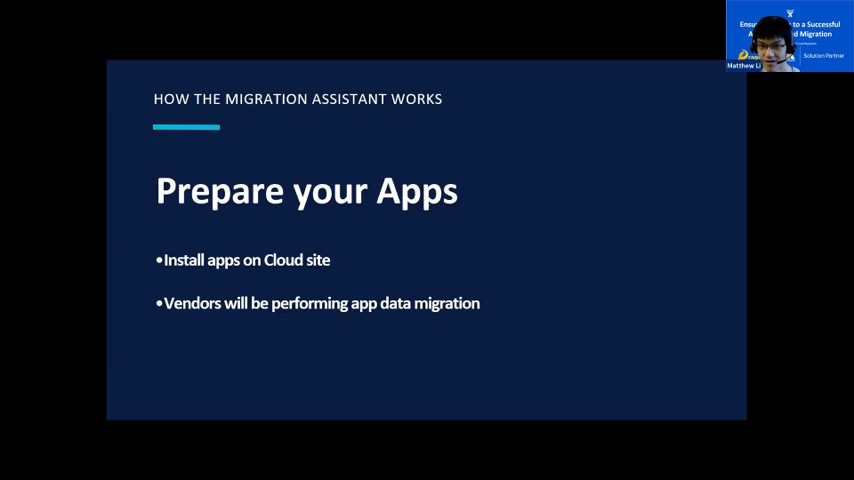 Ensu to a Successful
A d Migration
Solution Partner
Matthew Li
HOW THE MIGRATION ASSISTANT WORKS
Prepare your Apps
•Install apps on Cloud site
•Vendors will be performing app data migration